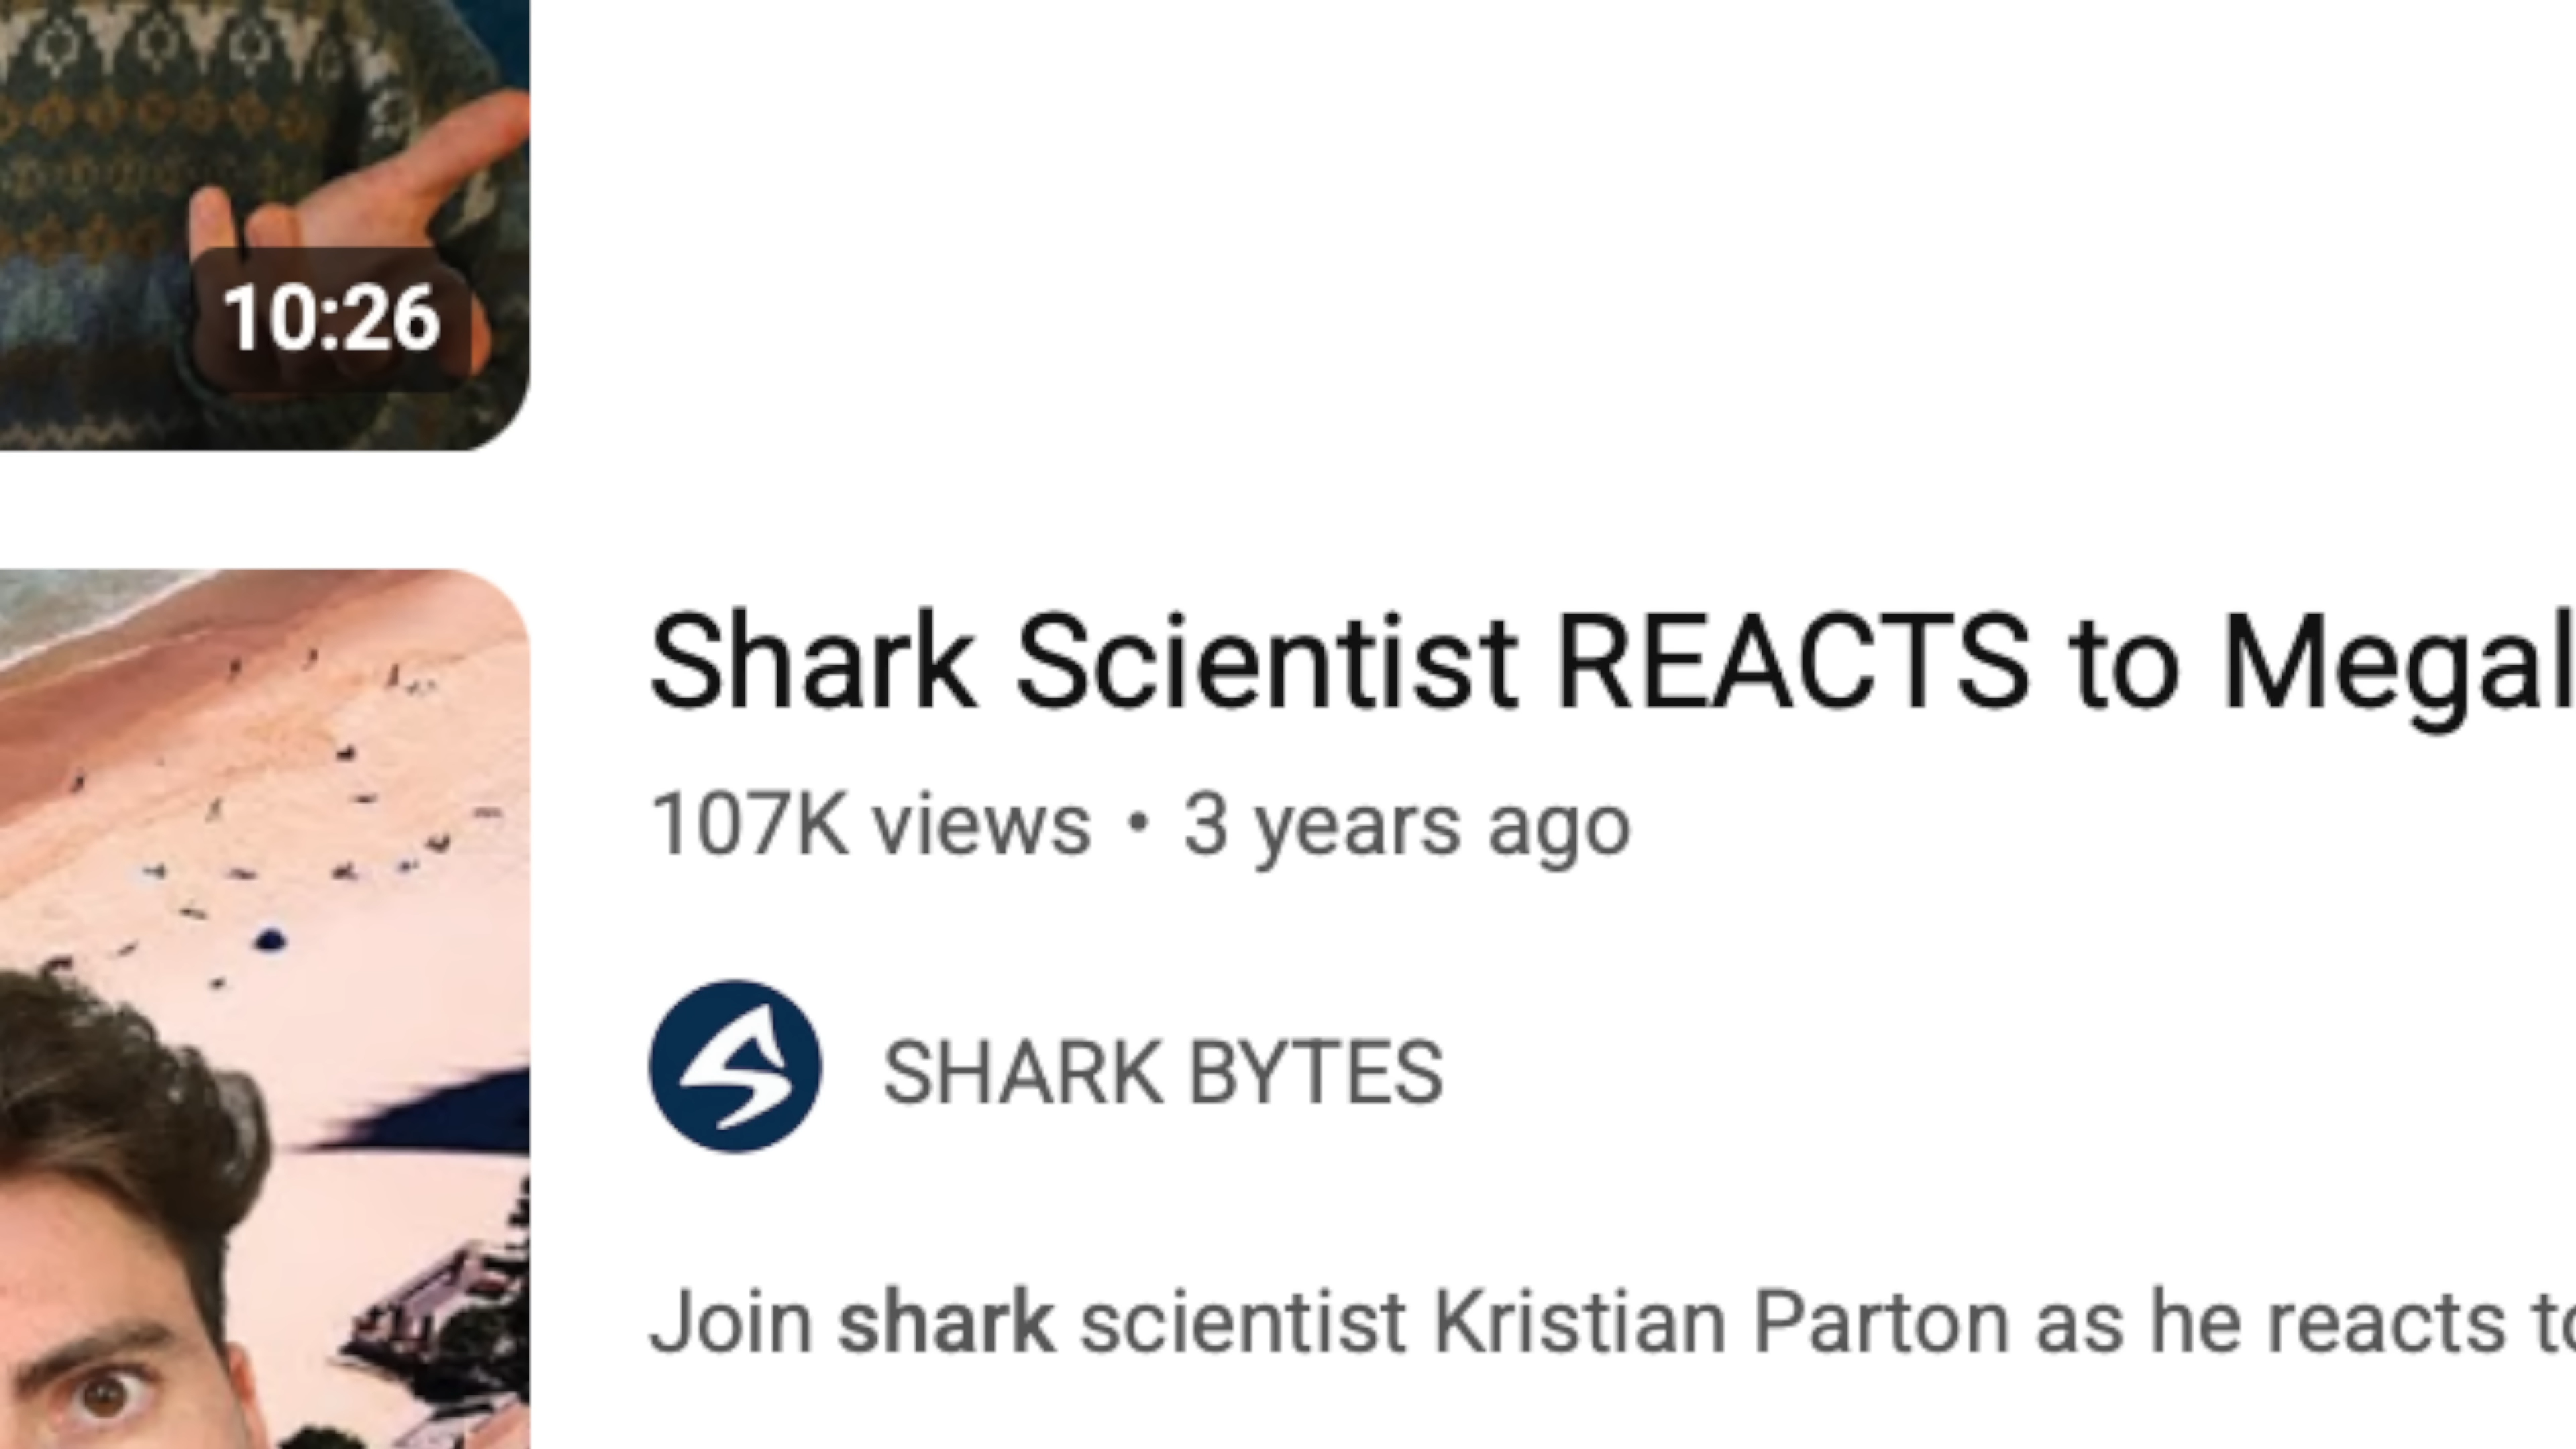 10:26
Shark Scientist REACTS to Megal
107K views • 3 years ago
SHARK BYTES
Join shark scientist Kristian Parton as he reacts to